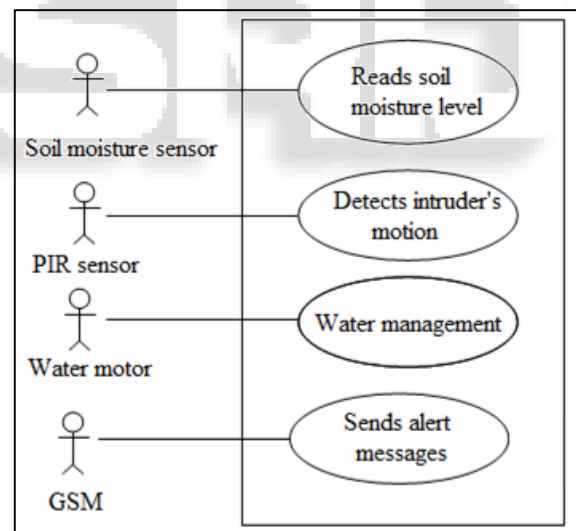 Reads soil
moisture level
Soil moisture sensor
Detects intruder's
motion
PIR sensor
Water management
Water motor
Sends alert
messages
GSM